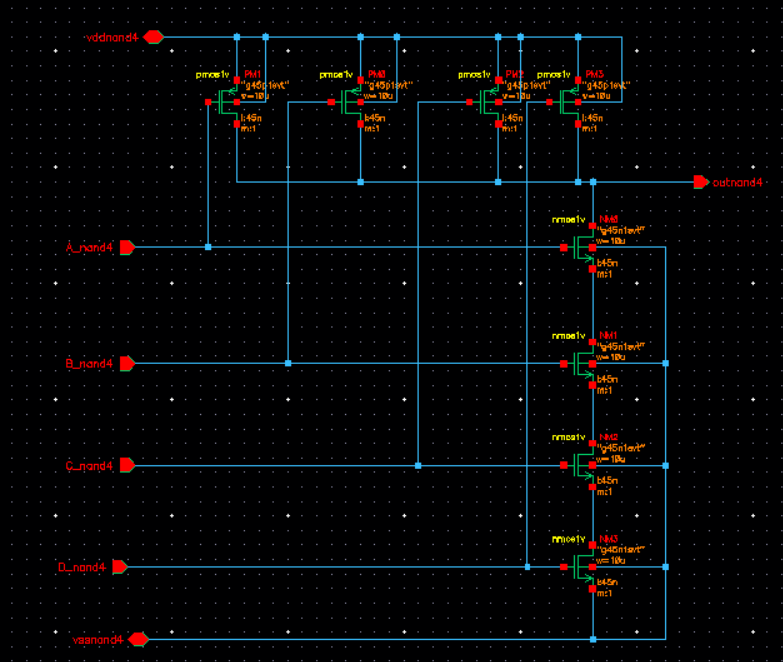 vddnand4
pmos1v
PM1
"g45p1svt"
w=10u
l:45n
m:1
pmos1v
PM0
"g45p1svt"
w=10u
l:45n
m:1
pmos1v
"g45p1svt"
w=10u
l:45n
m:1
pmos1v
PM3
"g45p1svt"
w=10u
l:45n
m:1
outnand4
A_nand4
nmos1v
NM0
"g45n1svt"
w=10u
l:45n
m:1
B_nand4
nmos1v
NM1
"g45n1svt"
w=10u
l:45n
m:1
C_nand4
nmos1v
NM2
"g45n1svt"
w=10u
l:45n
m:1
D_nand4
nmos1v
NM3
"g45n1svt"
w=10u
l:45n
m:1
vssnand4